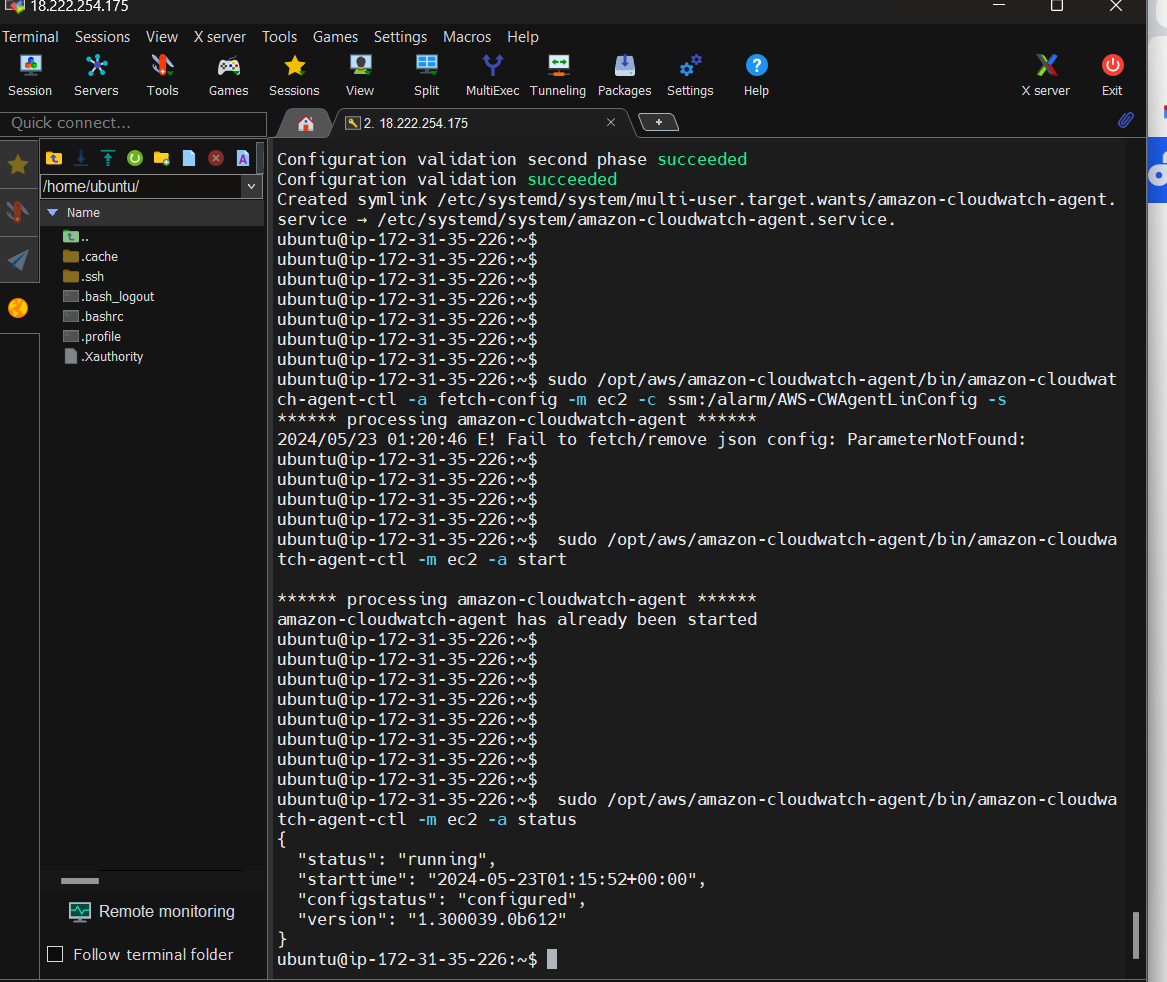 18.222.254.175
Terminal Sessions View X server Tools Games Settings Macros Help
Session Servers Tools Games Sessions View Split MultiExec Tunneling Packages Settings Help X server Exit
Quick connect...
2. 18.222.254.175
/home/ubuntu/
Name
..
.cache
.ssh
.bash_logout
.bashrc
.profile
.Xauthority
Remote monitoring
Follow terminal folder
Configuration validation second phase succeeded
Configuration validation succeeded
Created symlink /etc/systemd/system/multi-user.target.wants/amazon-cloudwatch-agent.
service → /etc/systemd/system/amazon-cloudwatch-agent.service.
ubuntu@ip-172-31-35-226:~$
ubuntu@ip-172-31-35-226:~$
ubuntu@ip-172-31-35-226:~$
ubuntu@ip-172-31-35-226:~$
ubuntu@ip-172-31-35-226:~$
ubuntu@ip-172-31-35-226:~$
ubuntu@ip-172-31-35-226:~$
ubuntu@ip-172-31-35-226:~$ sudo /opt/aws/amazon-cloudwatch-agent/bin/amazon-cloudwat
ch-agent-ctl -a fetch-config -m ec2 -c ssm:/alarm/AWS-CWAgentLinConfig -s
****** processing amazon-cloudwatch-agent ******
2024/05/23 01:20:46 E! Fail to fetch/remove json config: ParameterNotFound:
ubuntu@ip-172-31-35-226:~$
ubuntu@ip-172-31-35-226:~$
ubuntu@ip-172-31-35-226:~$
ubuntu@ip-172-31-35-226:~$
ubuntu@ip-172-31-35-226:~$  sudo /opt/aws/amazon-cloudwatch-agent/bin/amazon-cloudwa
tch-agent-ctl -m ec2 -a start
****** processing amazon-cloudwatch-agent ******
amazon-cloudwatch-agent has already been started
ubuntu@ip-172-31-35-226:~$
ubuntu@ip-172-31-35-226:~$
ubuntu@ip-172-31-35-226:~$
ubuntu@ip-172-31-35-226:~$
ubuntu@ip-172-31-35-226:~$
ubuntu@ip-172-31-35-226:~$
ubuntu@ip-172-31-35-226:~$
ubuntu@ip-172-31-35-226:~$
ubuntu@ip-172-31-35-226:~$  sudo /opt/aws/amazon-cloudwatch-agent/bin/amazon-cloudwa
tch-agent-ctl -m ec2 -a status
{
  "status": "running",
  "starttime": "2024-05-23T01:15:52+00:00",
  "configstatus": "configured",
  "version": "1.300039.0b612"
}
ubuntu@ip-172-31-35-226:~$